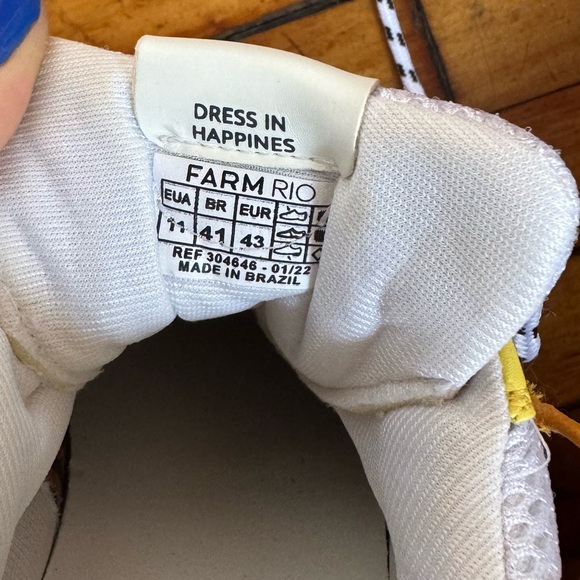 DRESS IN
HAPPINES
FARM RIO
EUA BR EUR
11 41 43
REF 304646 - 01/22
MADE IN BRAZIL